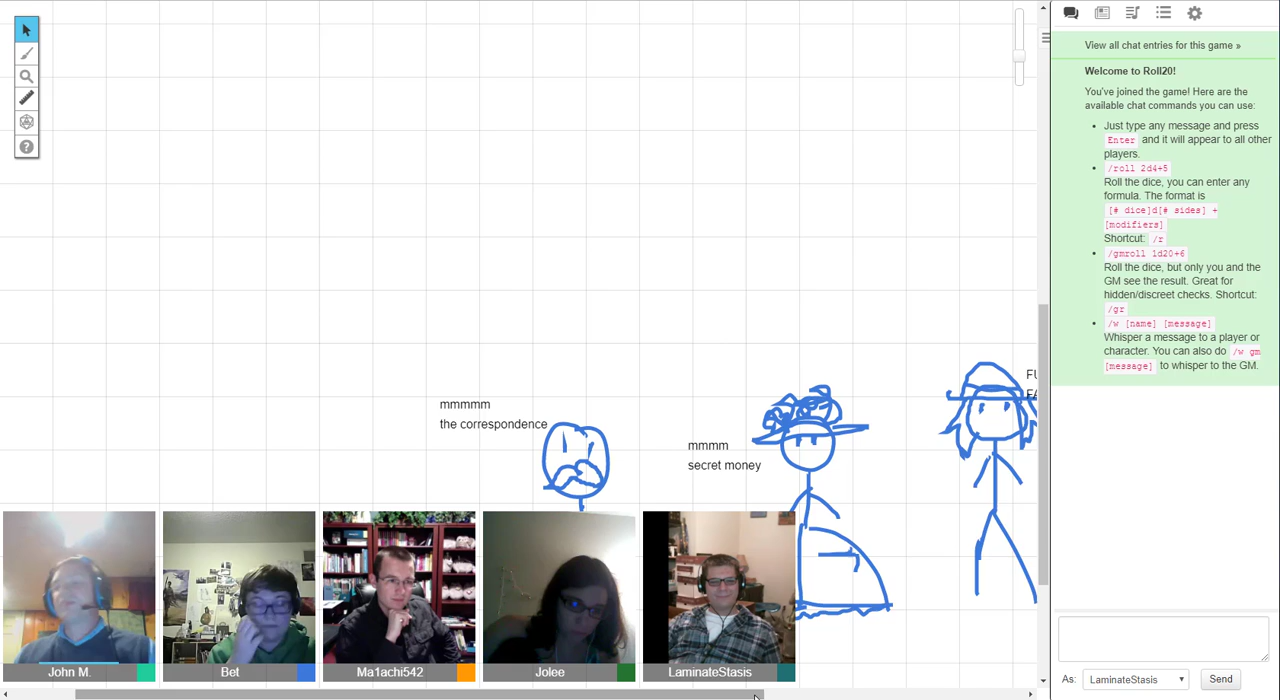 View all chat entries for this game »
Welcome to Roll20!
You've joined the game! Here are the
available chat commands you can use:
Just type any message and press
Enter and it will appear to all other
players.
/roll 2d4+5
Roll the dice, you can enter any
formula. The format is
[# dice]d[# sides] +
[modifiers]
Shortcut: /r
/gmroll 1d20+6
Roll the dice, but only you and the
GM see the result. Great for
hidden/discreet checks. Shortcut:
/gr
/w [name] [message]
Whisper a message to a player or
character. You can also do /w gm
[message] to whisper to the GM.
mmmmm
the correspondence
mmmm
secret money
John M.
Bet
Ma1achi542
Jolee
LaminateStasis
As: LaminateStasis Send